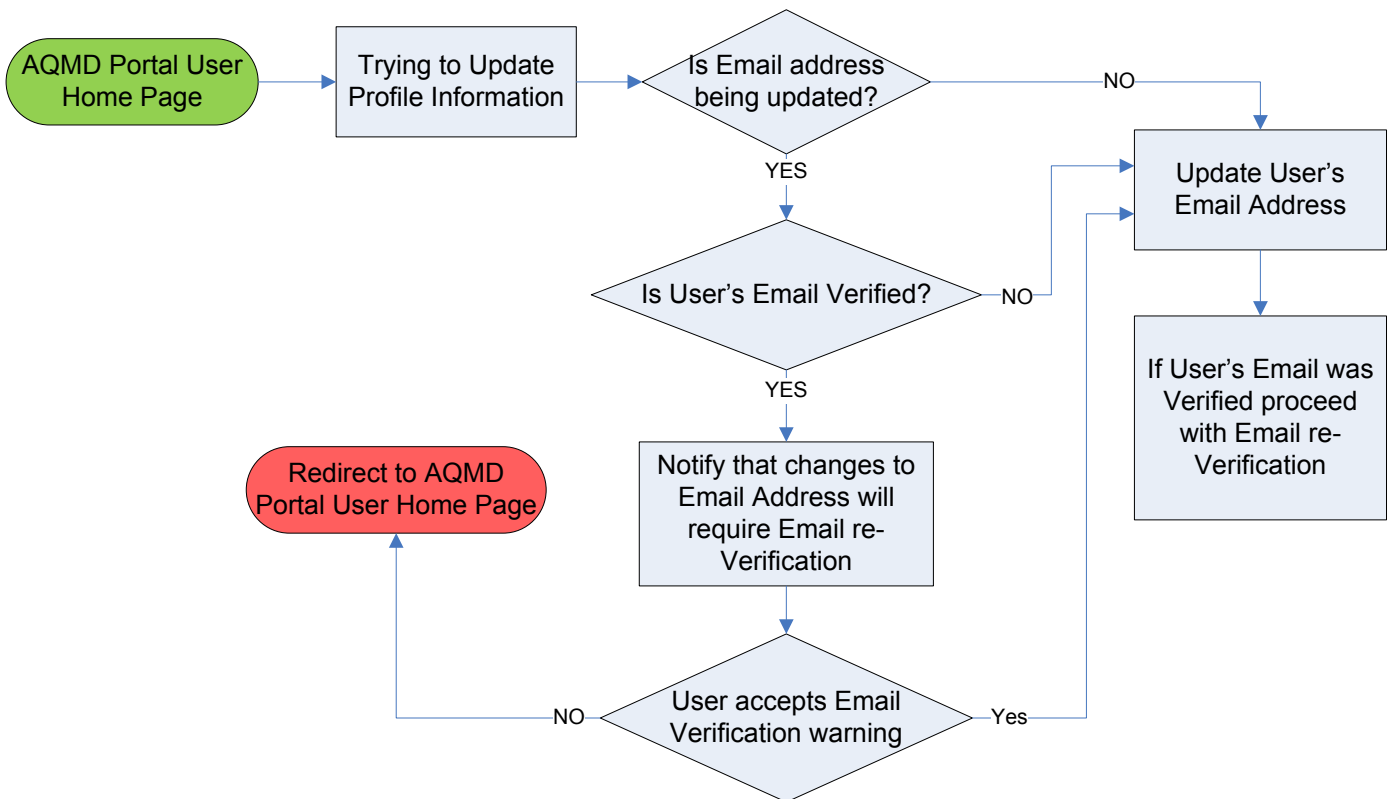 AQMD Portal User
Home Page
Trying to Update
Profile Information
Is Email address
being updated?
NO
YES
Update User’s
Email Address
Is User’s Email Verified?
NO
YES
If User’s Email was
Verified proceed
with Email re-
Verification
Notify that changes to
Email Address will
require Email re-
Verification
Redirect to AQMD
Portal User Home Page
User accepts Email
Verification warning
NO
Yes